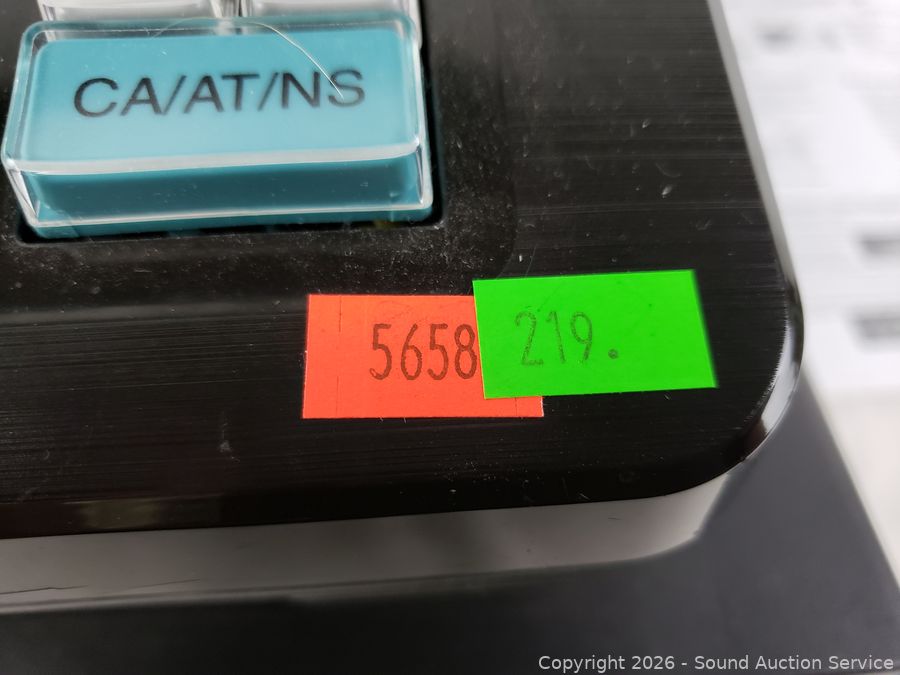 CA/AT/NS
5658
219.
Copyright 2026 - Sound Auction Service